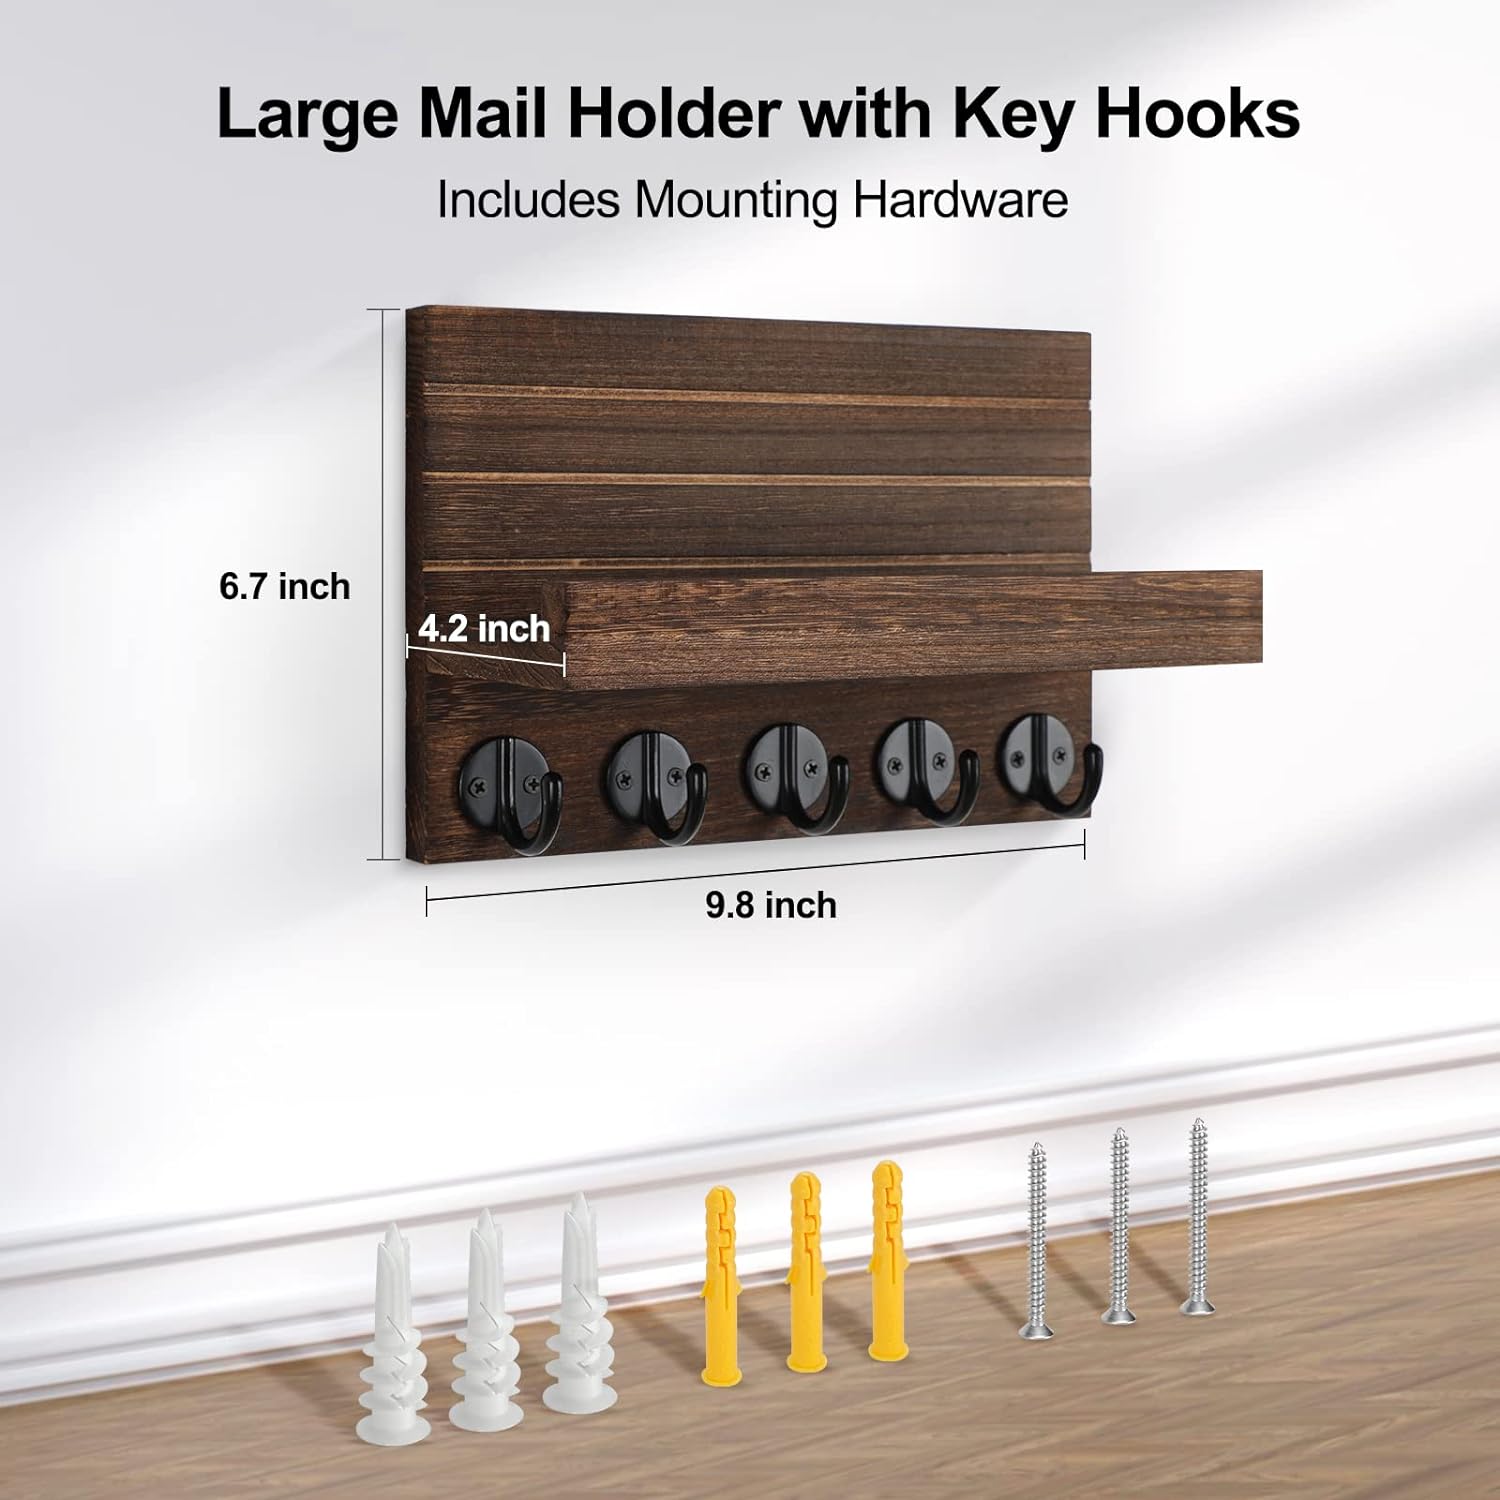 Large Mail Holder with Key Hooks
Includes Mounting Hardware
6.7 inch
4.2 inch
9.8 inch